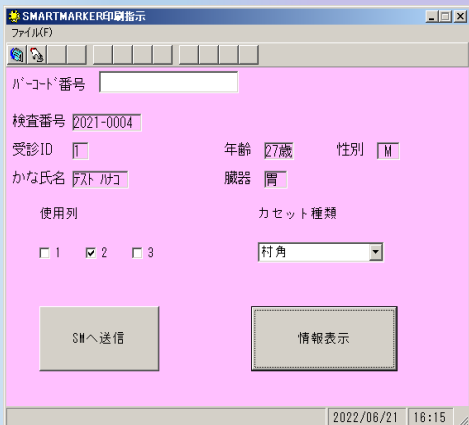 SMARTMARKER印刷指示
ファイル(F)
バーコード番号
検査番号 2021-0004
受診ID 1 年齢 27歳 性別 M
かな氏名 テスト ハナコ 臓器 胃
使用列 カセット種類
1 2 3 村角
SMへ送信 情報表示
2022/06/21 16:15